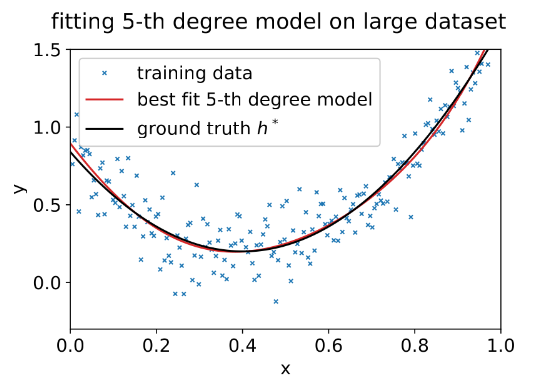 fitting 5-th degree model on large dataset
training data
best fit 5-th degree model
ground truth h*
1.5
1.0
0.5
0.0
y
0.0 0.2 0.4 0.6 0.8 1.0
x